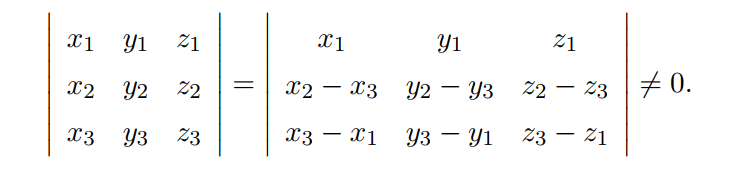 | x₁ y₁ z₁ | = | x₁ y₁ z₁ | ≠ 0.
| x₂ y₂ z₂ | | x₂ − x₃ y₂ − y₃ z₂ − z₃ |
| x₃ y₃ z₃ | | x₃ − x₁ y₃ − y₁ z₃ − z₁ |